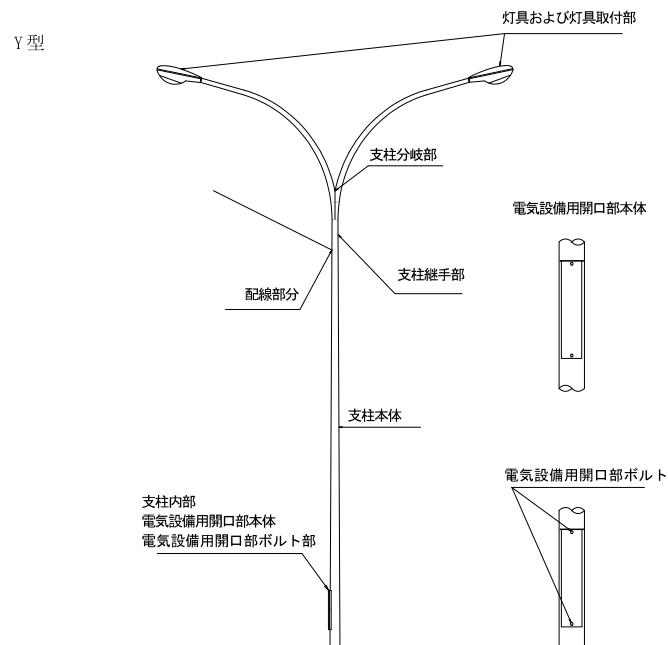 灯具および灯具取付部
Y型
支柱分岐部
電気設備用開口部本体
支柱継手部
配線部分
支柱本体
電気設備用開口部ボルト
支柱内部
電気設備用開口部本体
電気設備用開口部ボルト部